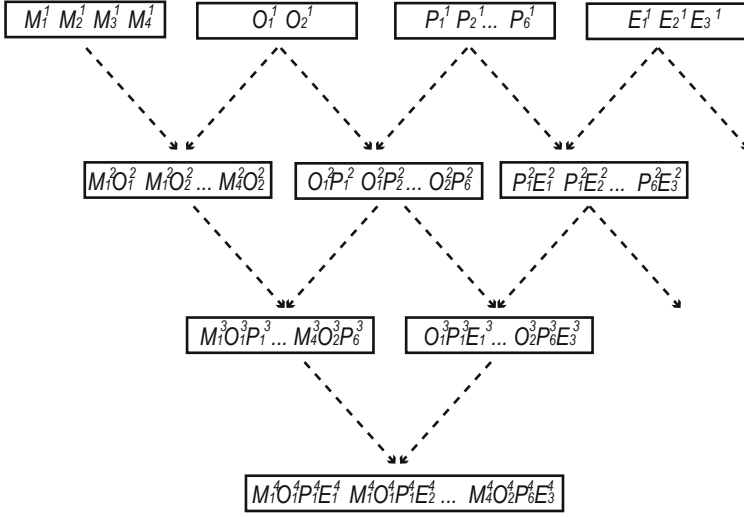 M₁¹ M₂¹ M₃¹ M₄¹
O₁¹ O₂¹
P₁¹ P₂¹... P₆¹
E₁¹ E₂¹ E₃¹
M₁²O₁² M₁²O₂² ... M₄²O₂²
O₁²P₁² O₁²P₂²... O₂²P₆²
P₁²E₁² P₁²E₂²... P₆²E₃²
M₁³O₁³P₁³ ... M₄³O₂³P₆³
O₁³P₁³E₁³ ... O₂³P₆³E₃³
M₁⁴O₁⁴P₁⁴E₁⁴ M₁⁴O₁⁴P₁⁴E₂⁴ ... M₄⁴O₂⁴P₆⁴E₃⁴